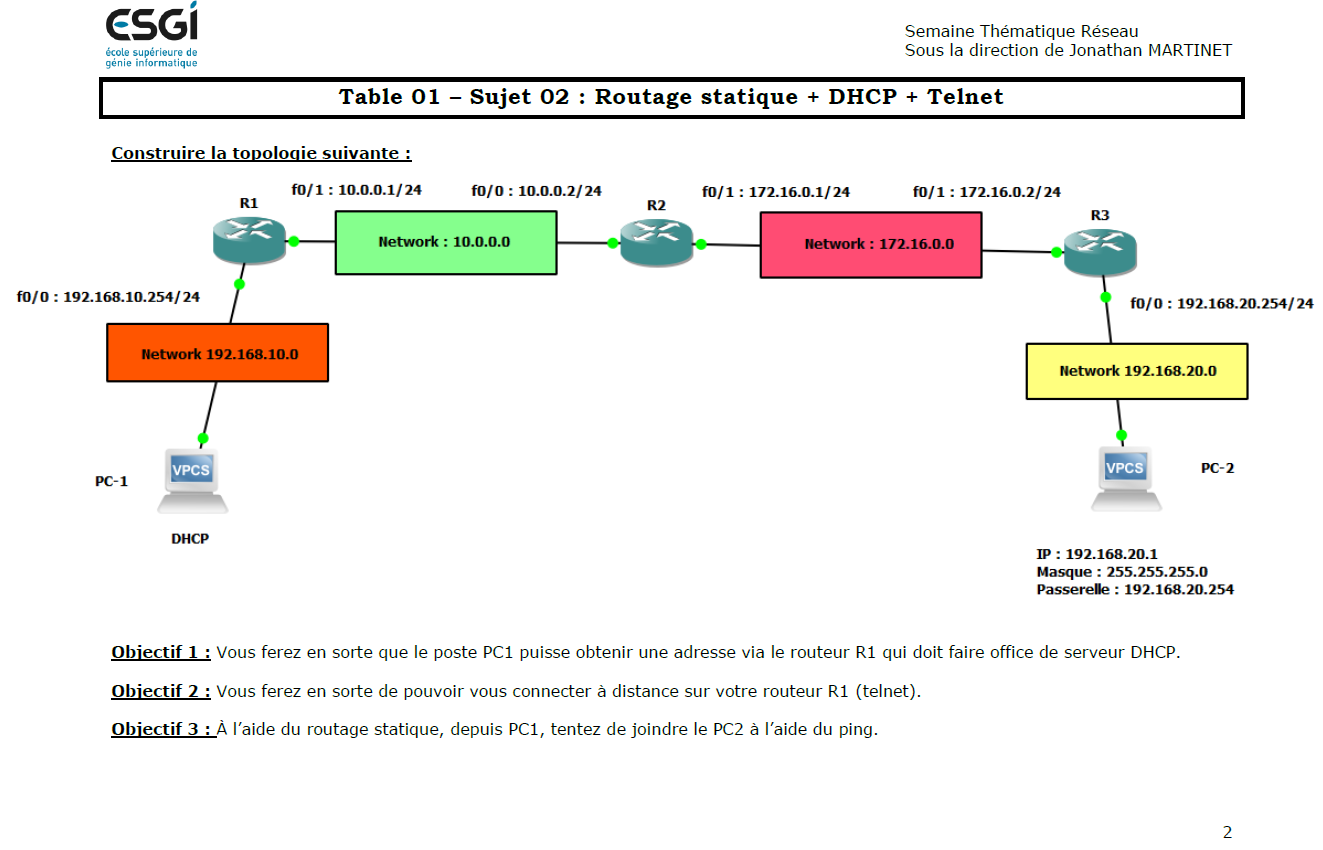 ESGI
école supérieure de
génie informatique
Semaine Thématique Réseau
Sous la direction de Jonathan MARTINET
Table 01 – Sujet 02 : Routage statique + DHCP + Telnet
Construire la topologie suivante :
f0/1 : 10.0.0.1/24
f0/0 : 10.0.0.2/24
f0/1 : 172.16.0.1/24
f0/1 : 172.16.0.2/24
R1
R2
R3
Network : 10.0.0.0
Network : 172.16.0.0
f0/0 : 192.168.10.254/24
f0/0 : 192.168.20.254/24
Network 192.168.10.0
Network 192.168.20.0
PC-1
VPCS
VPCS
PC-2
DHCP
IP : 192.168.20.1
Masque : 255.255.255.0
Passerelle : 192.168.20.254
Objectif 1 : Vous ferez en sorte que le poste PC1 puisse obtenir une adresse via le routeur R1 qui doit faire office de serveur DHCP.
Objectif 2 : Vous ferez en sorte de pouvoir vous connecter à distance sur votre routeur R1 (telnet).
Objectif 3 : À l’aide du routage statique, depuis PC1, tentez de joindre le PC2 à l’aide du ping.
2